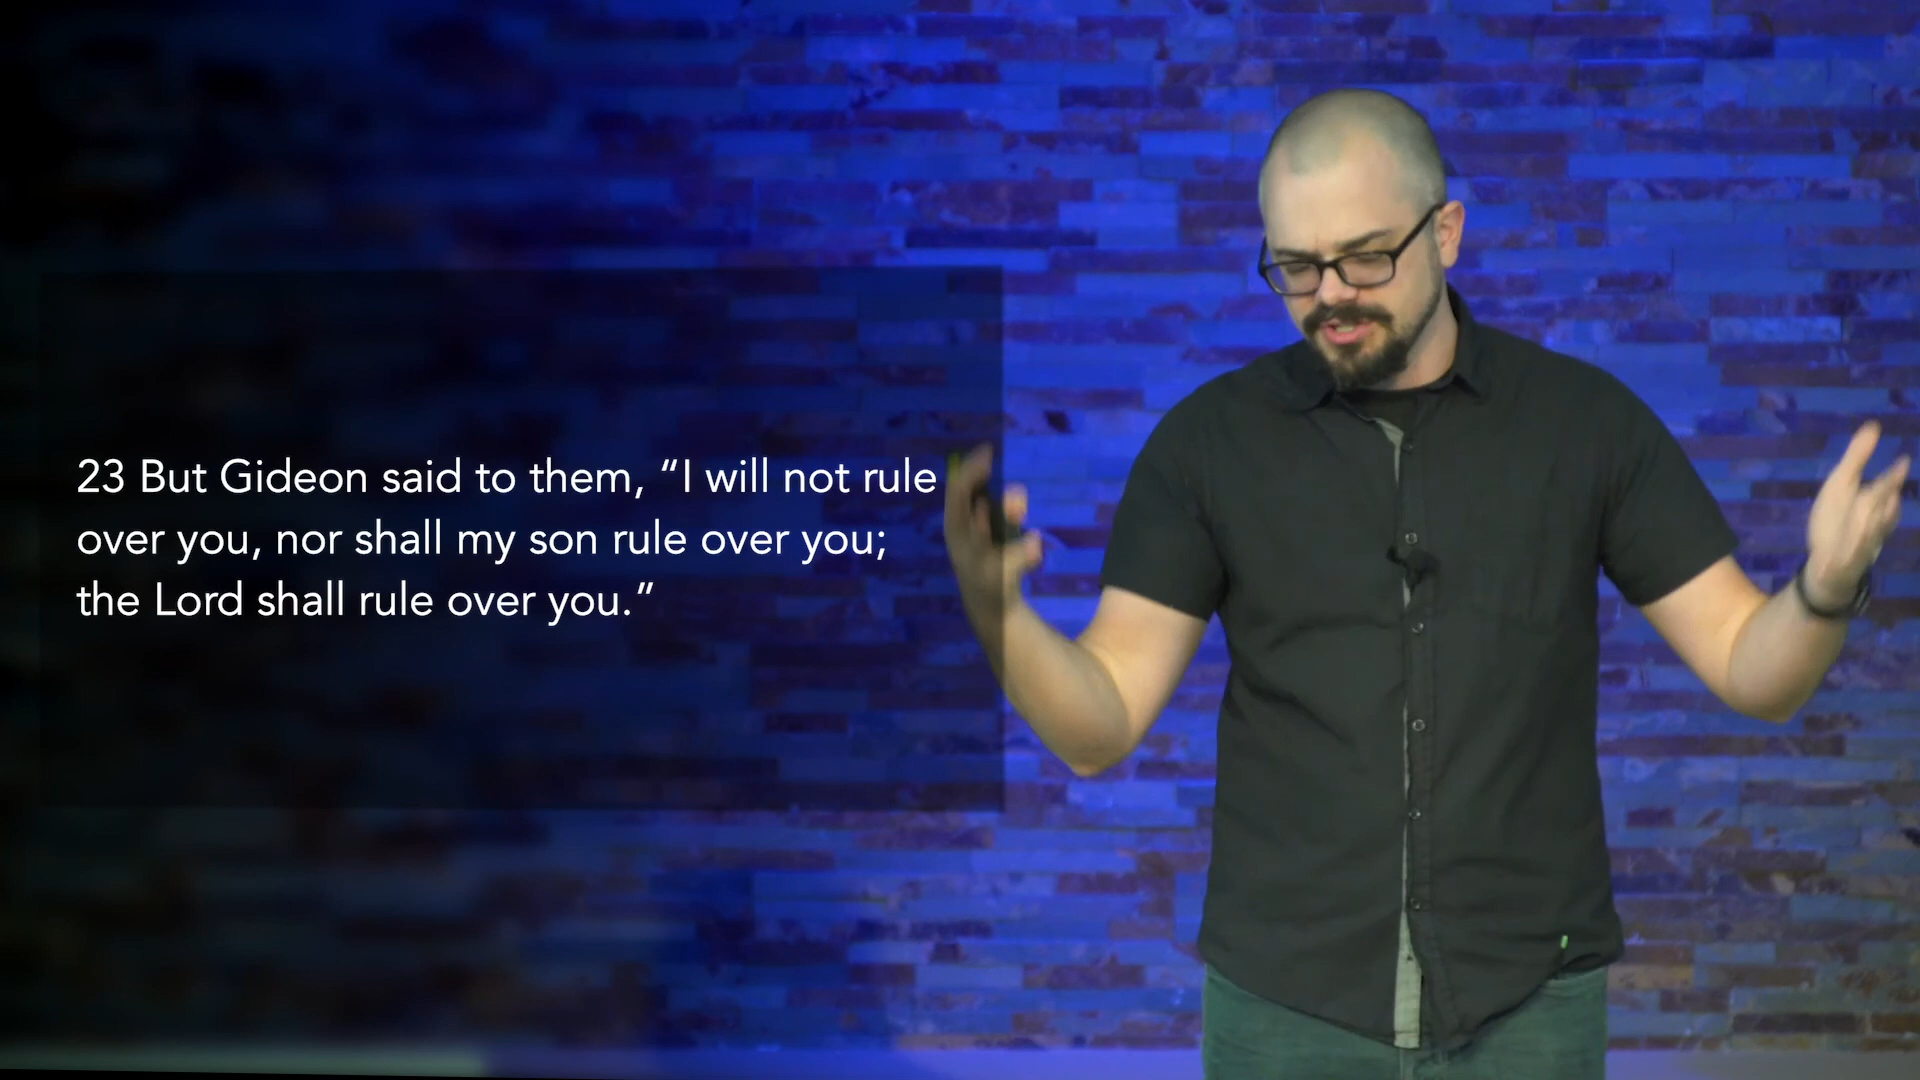 23 But Gideon said to them, “I will not rule
over you, nor shall my son rule over you;
the Lord shall rule over you.”